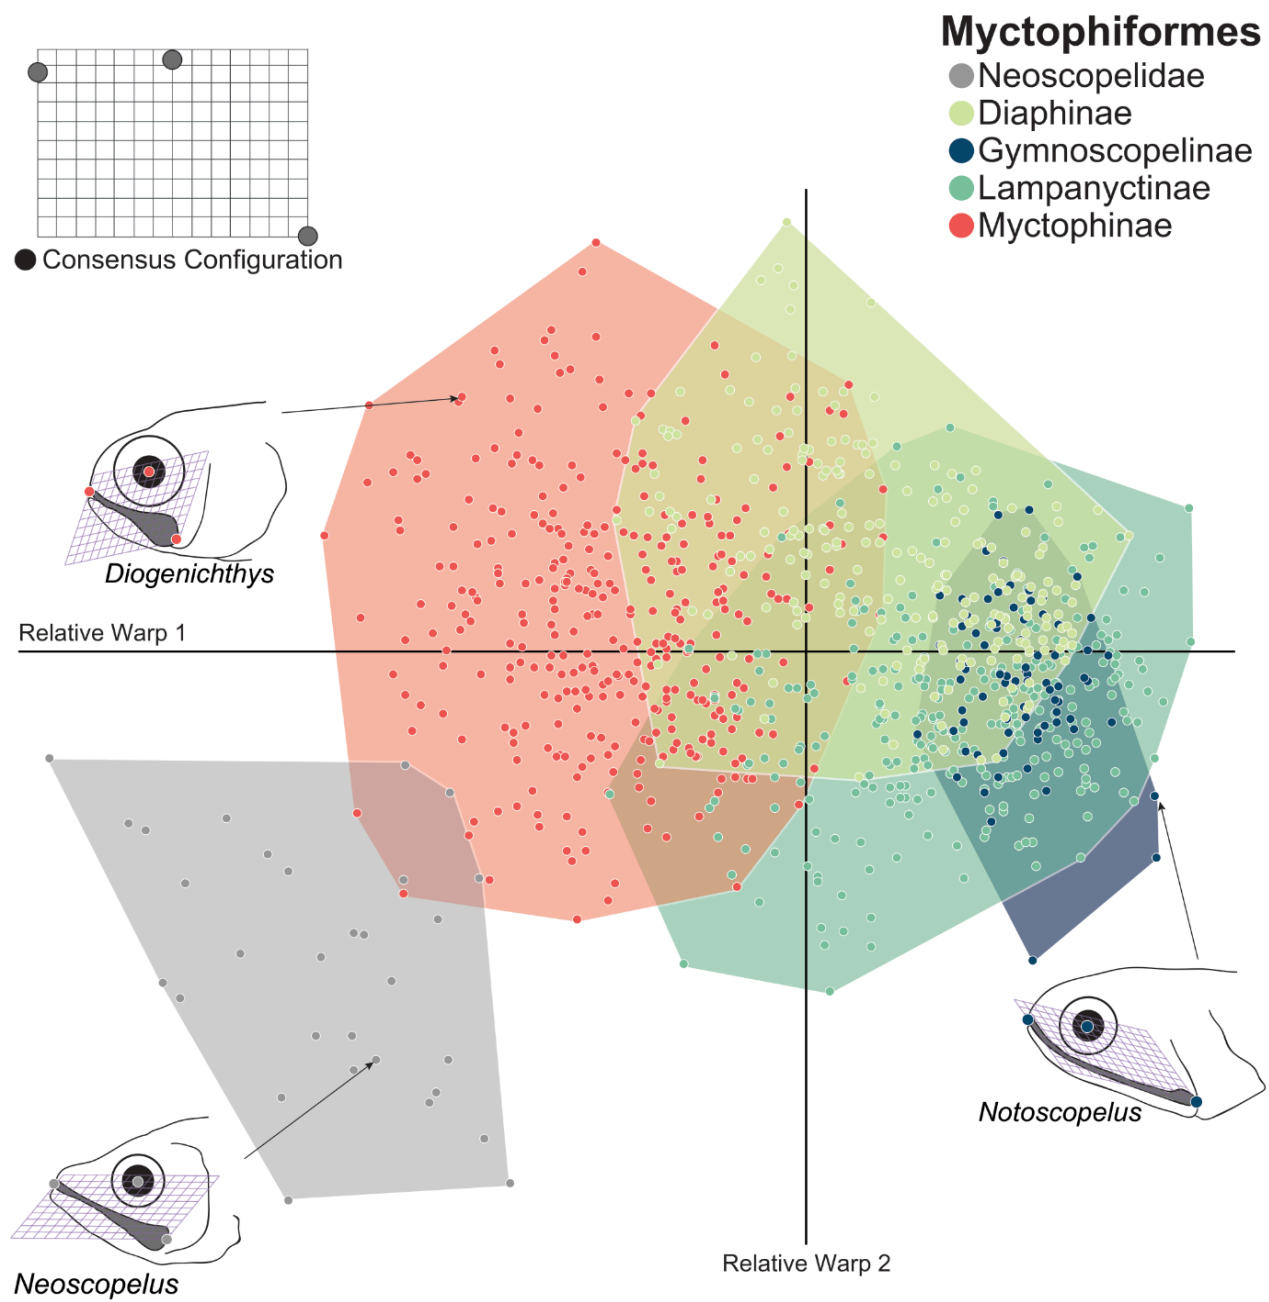 Myctophiformes
Neoscopelidae
Diaphinae
Gymnoscopelinae
Lampanyctinae
Myctophinae
Consensus Configuration
Diogenichthys
Relative Warp 1
Notoscopelus
Relative Warp 2
Neoscopelus